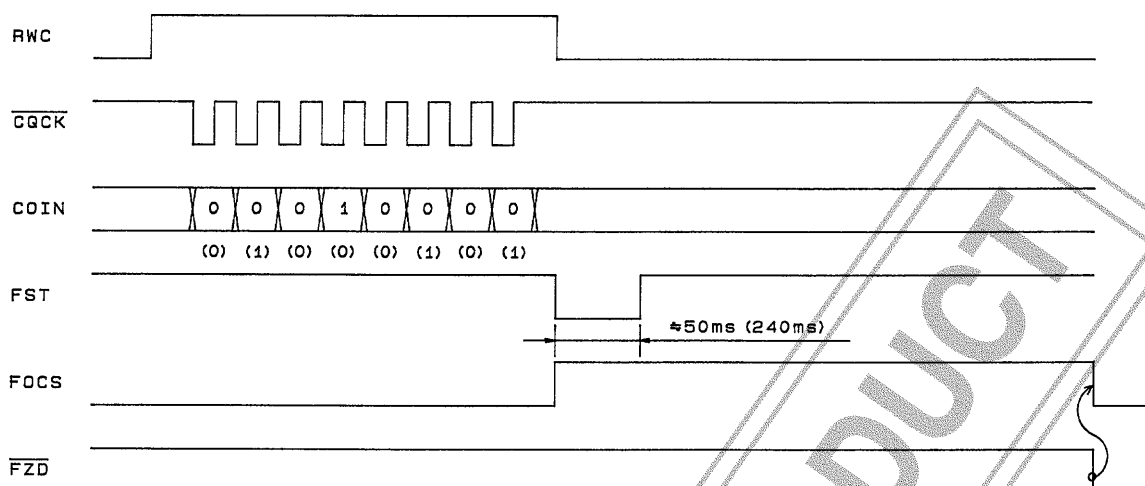 RWC
CQCK
COIN 0 0 0 1 0 0 0 0
(0) (1) (0) (0) (0) (1) (0) (1)
FST
≒50ms (240ms)
FOCS
FZD
DUCT